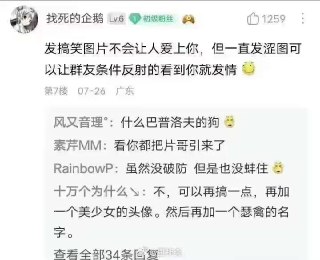 找死的企鹅 Lv.6 初级粉丝 1259
发搞笑图片不会让人爱上你，但一直发涩图可
以让群友条件反射的看到你就发情
第7楼 07-26 广东
风又音理°：什么巴普洛夫的狗
素芹MM：看你都把片哥引来了
RainbowP：虽然没破防 但是也没蚌住
十万个为什么↘：不，可以再搞一点，再加
一个美少女的头像。然后再加一个瑟禽的名
字。
查看全部34条回复